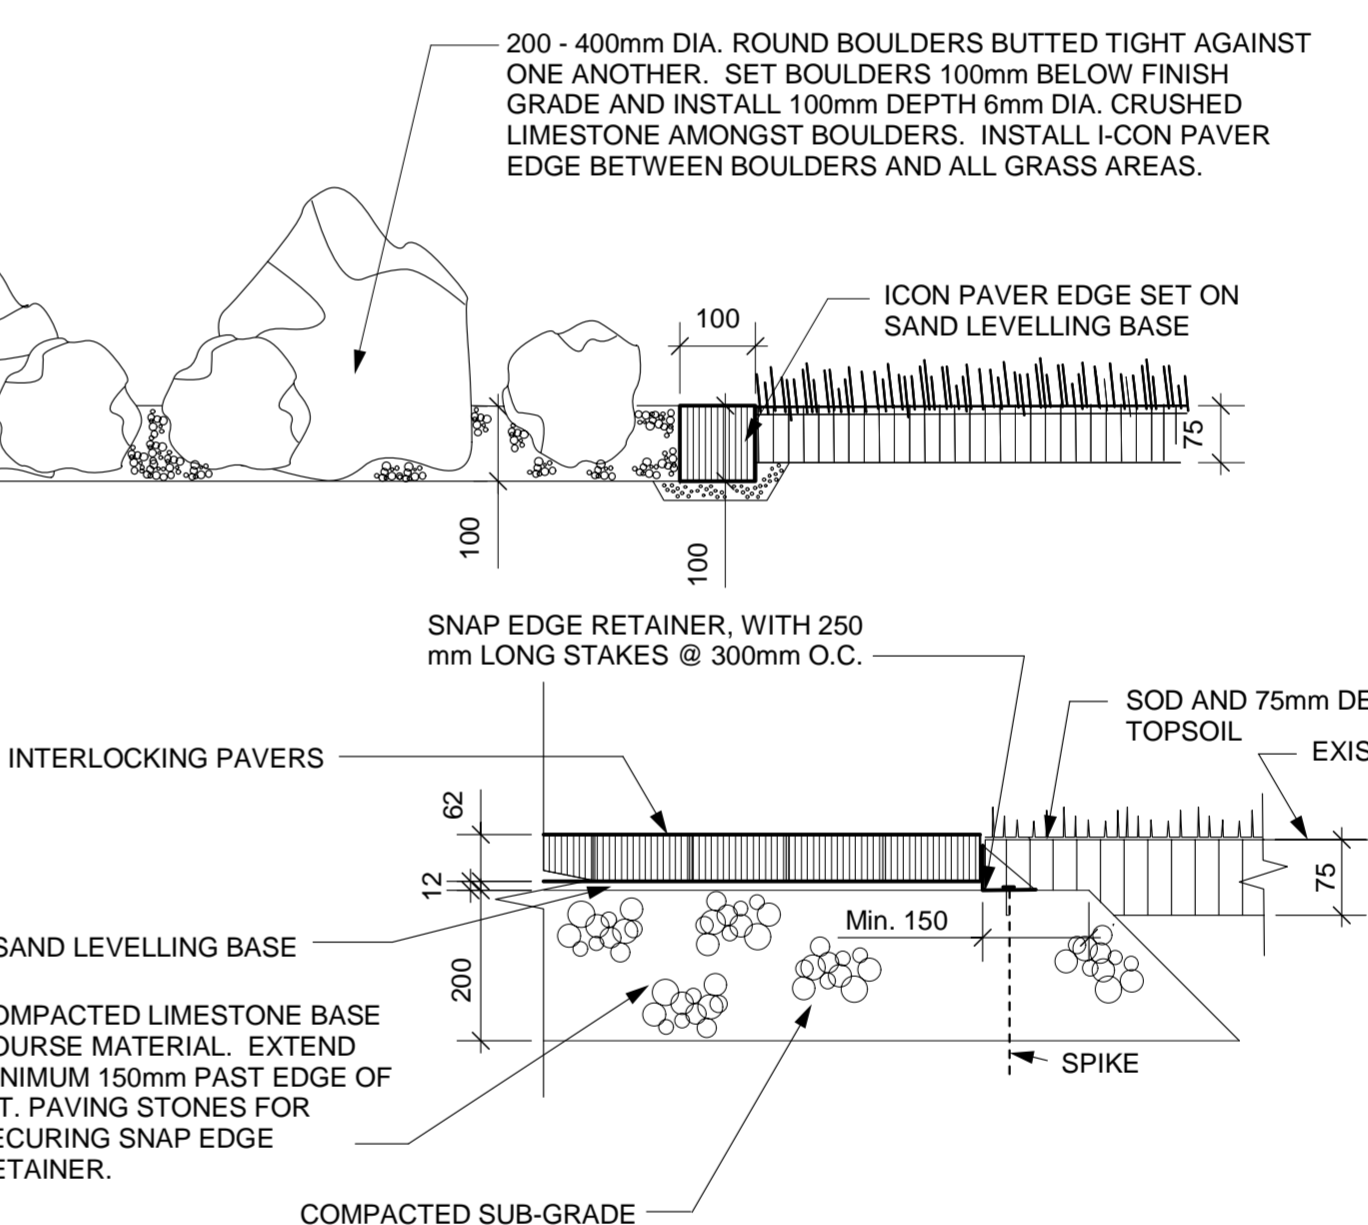 200 - 400mm DIA. ROUND BOULDERS BUTTED TIGHT AGAINST
ONE ANOTHER. SET BOULDERS 100mm BELOW FINISH
GRADE AND INSTALL 100mm DEPTH 6mm DIA. CRUSHED
LIMESTONE AMONGST BOULDERS. INSTALL I-CON PAVER
EDGE BETWEEN BOULDERS AND ALL GRASS AREAS.
ICON PAVER EDGE SET ON
SAND LEVELLING BASE
100
75
100
100
SNAP EDGE RETAINER, WITH 250
mm LONG STAKES @ 300mm O.C.
SOD AND 75mm DE
TOPSOIL
EXIS
INTERLOCKING PAVERS
62
12
75
Min. 150
SAND LEVELLING BASE
200
OMPACTED LIMESTONE BASE
OURSE MATERIAL. EXTEND
NIMUM 150mm PAST EDGE OF
T. PAVING STONES FOR
ECURING SNAP EDGE
ETAINER.
SPIKE
COMPACTED SUB-GRADE